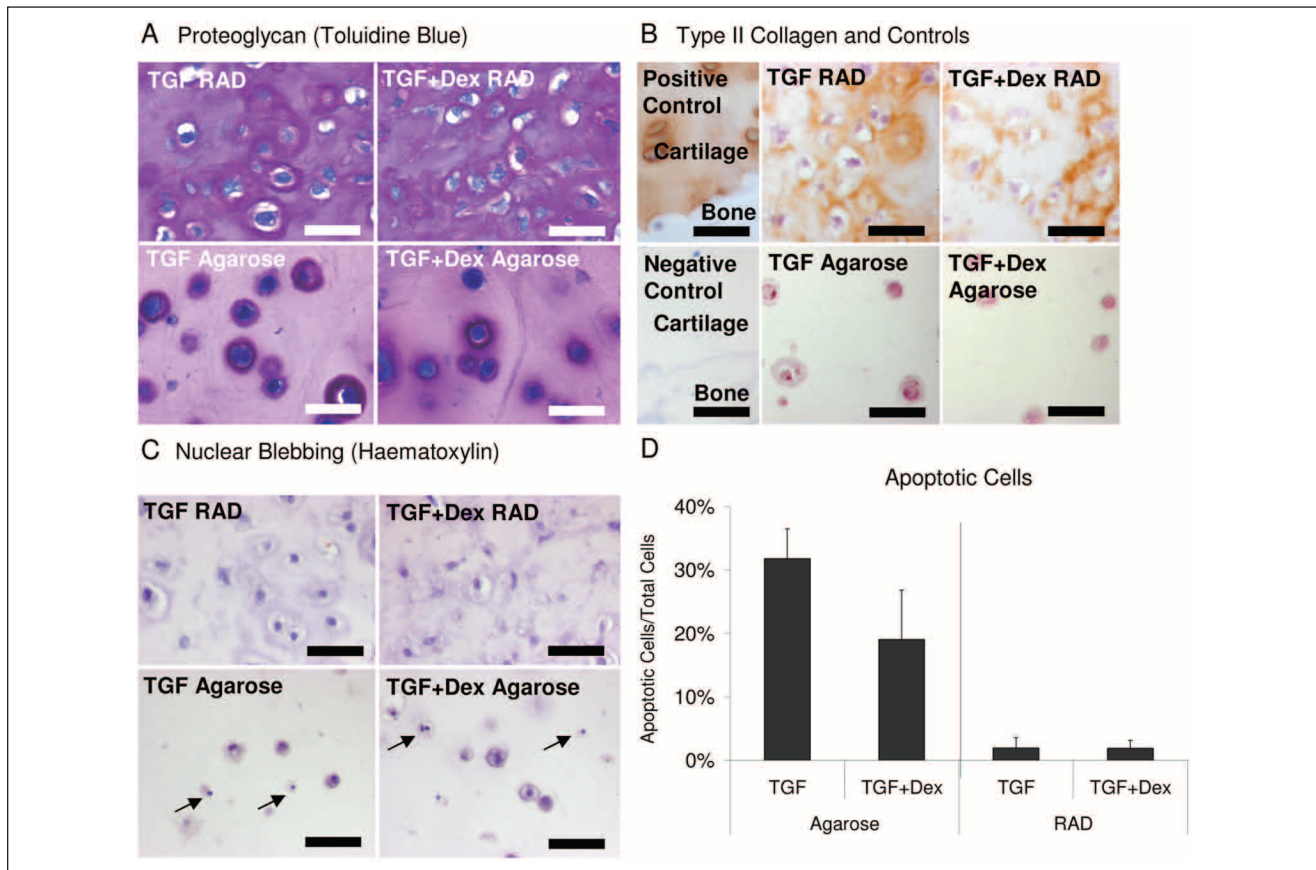 A Proteoglycan (Toluidine Blue)
TGF RAD
TGF+Dex RAD
TGF Agarose
TGF+Dex Agarose
B Type II Collagen and Controls
Positive
Control
Cartilage
Bone
TGF RAD
TGF+Dex RAD
Negative
Control
Cartilage
Bone
TGF Agarose
TGF+Dex
Agarose
C Nuclear Blebbing (Haematoxylin)
TGF RAD
TGF+Dex RAD
TGF Agarose
TGF+Dex Agarose
D
Apoptotic Cells
Apoptotic Cells/Total Cells
40%
30%
20%
10%
0%
TGF
TGF+Dex
TGF
TGF+Dex
Agarose
RAD